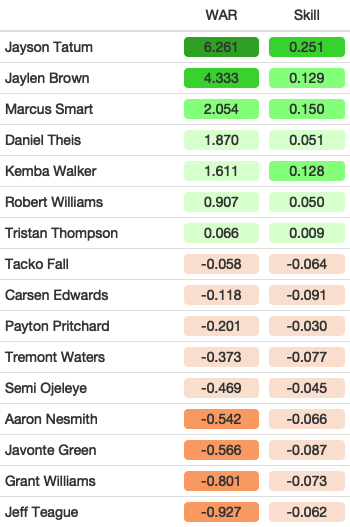 WAR Skill
Jayson Tatum 6.261 0.251
Jaylen Brown 4.333 0.129
Marcus Smart 2.054 0.150
Daniel Theis 1.870 0.051
Kemba Walker 1.611 0.128
Robert Williams 0.907 0.050
Tristan Thompson 0.066 0.009
Tacko Fall -0.058 -0.064
Carsen Edwards -0.118 -0.091
Payton Pritchard -0.201 -0.030
Tremont Waters -0.373 -0.077
Semi Ojeleye -0.469 -0.045
Aaron Nesmith -0.542 -0.066
Javonte Green -0.566 -0.087
Grant Williams -0.801 -0.073
Jeff Teague -0.927 -0.062